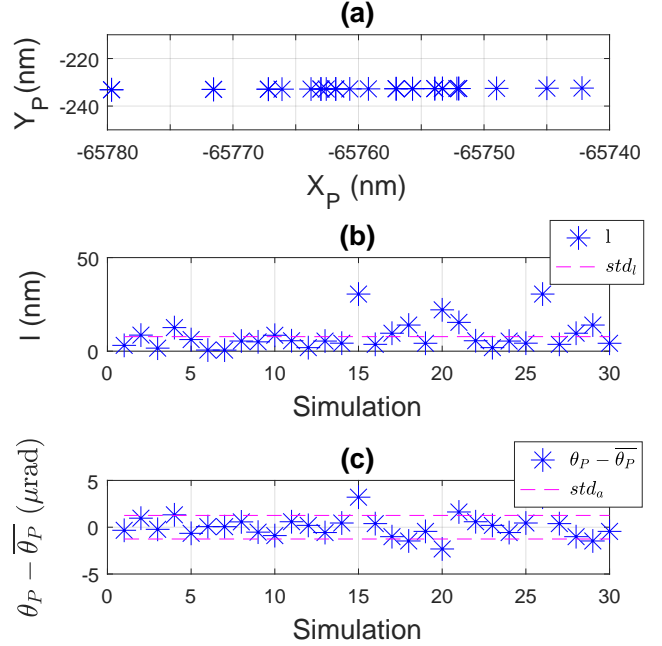 (a)
-220
-240
Y_P(nm)
-65780 -65770 -65760 -65750 -65740
X_P (nm)
(b)
l
std_l
50
0
l (nm)
0 5 10 15 20 25 30
Simulation
(c)
θ_P − \overline{θ_P}
std_a
5
0
-5
θ_P − \overline{θ_P} (μrad)
0 5 10 15 20 25 30
Simulation